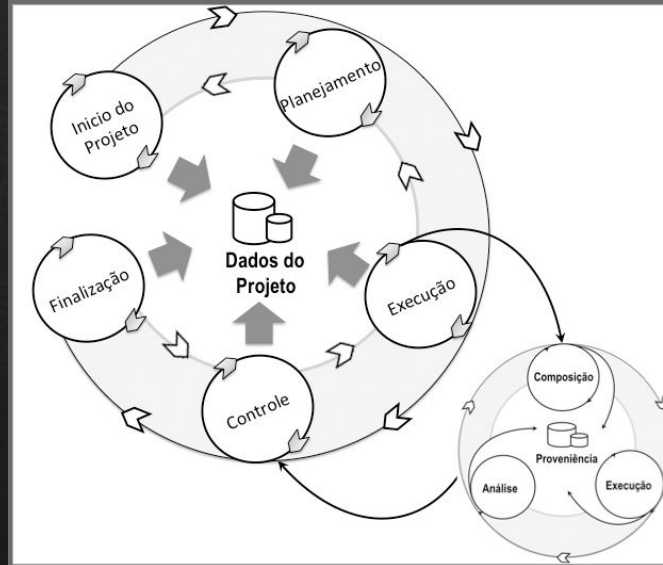 Inicio do
Projeto
Planejamento
Dados do
Projeto
Finalização
Execução
Controle
Composição
Proveniência
Análise
Execução